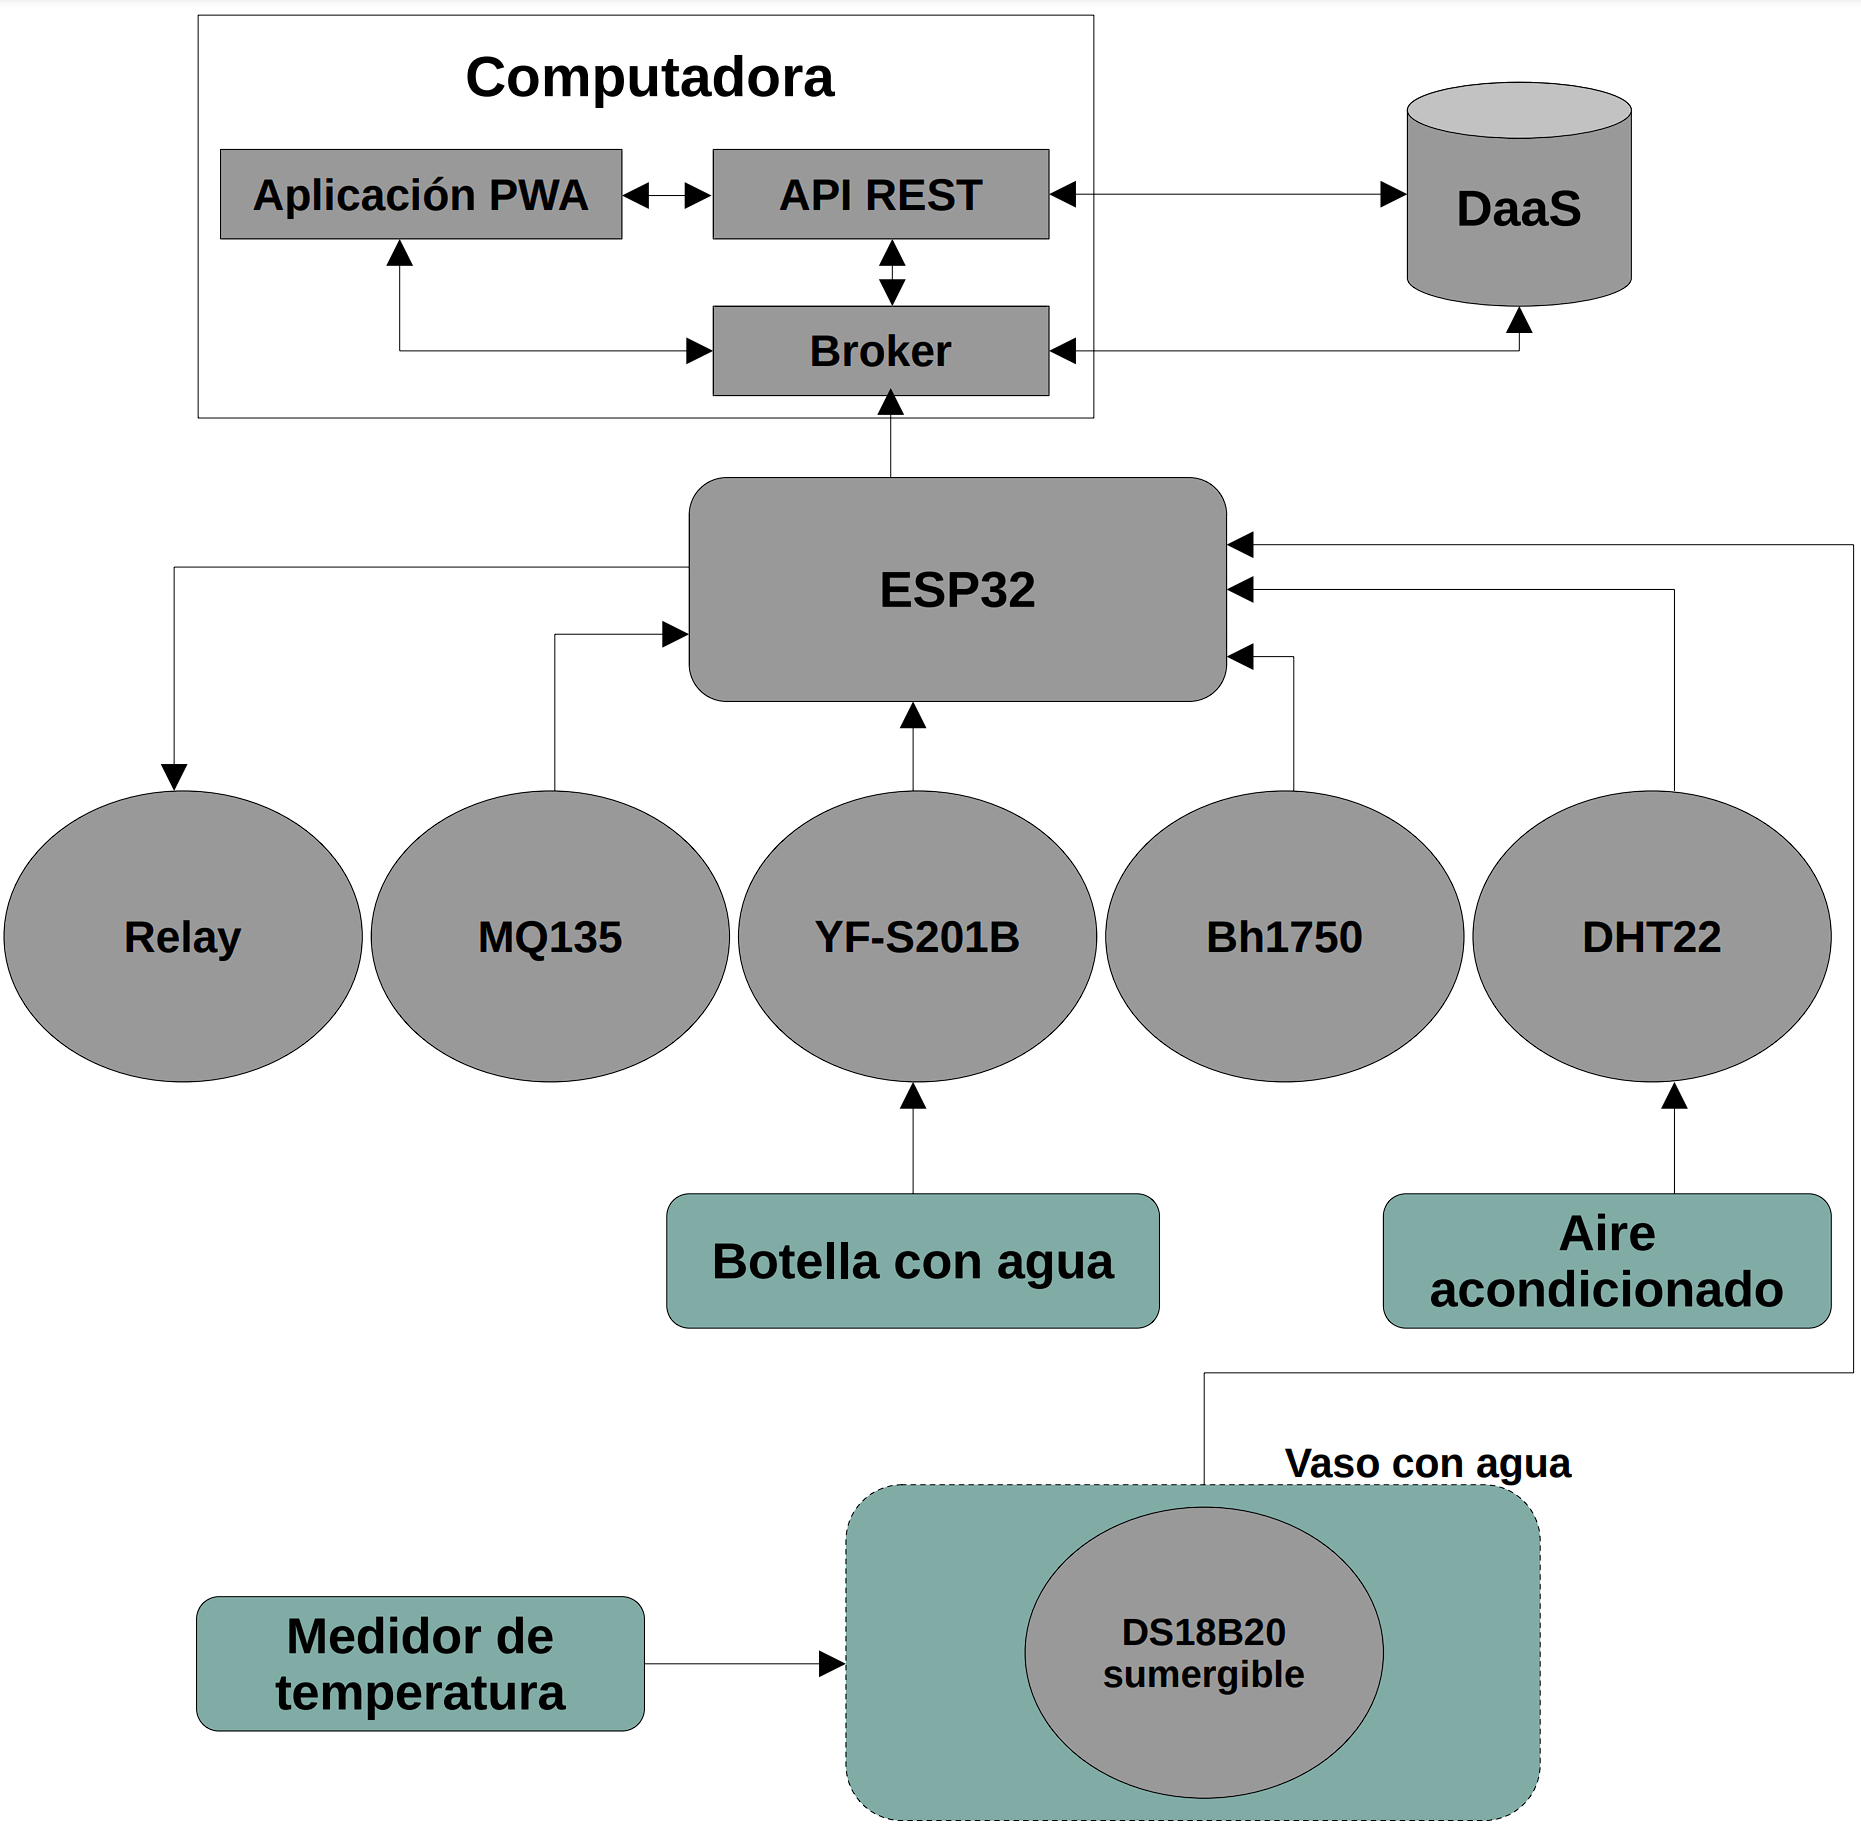 Computadora
Aplicación PWA
API REST
DaaS
Broker
ESP32
Relay
MQ135
YF-S201B
Bh1750
DHT22
Botella con agua
Aire
acondicionado
Vaso con agua
Medidor de
temperatura
DS18B20
sumergible